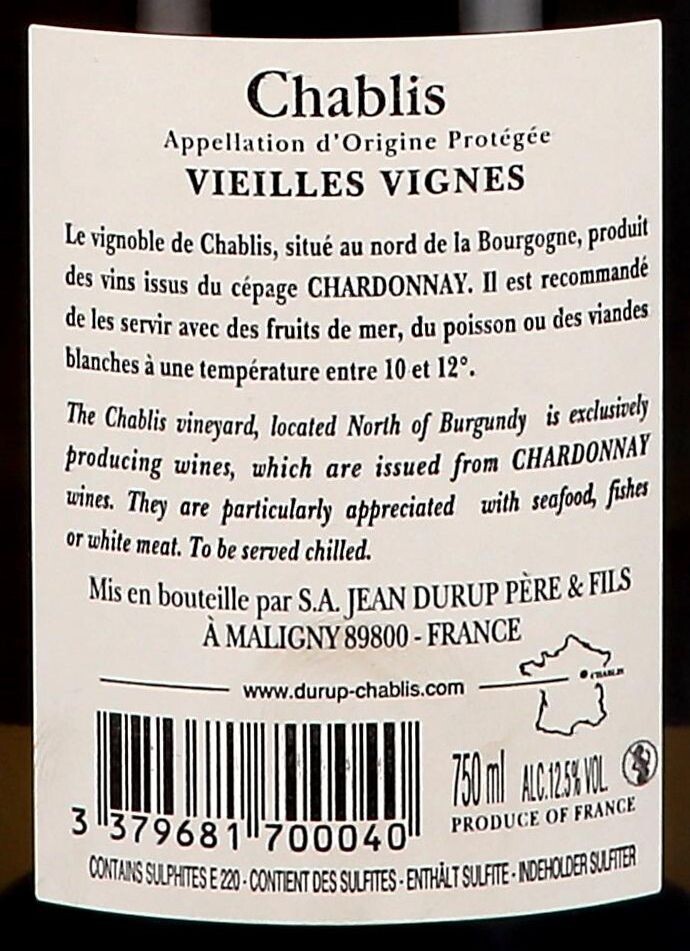 Chablis
Appellation d'Origine Protégée
VIEILLES VIGNES
Le vignoble de Chablis, situé au nord de la Bourgogne, produit
des vins issus du cépage CHARDONNAY. Il est recommandé
de les servir avec des fruits de mer, du poisson ou des viandes
blanches à une température entre 10 et 12°.
The Chablis vineyard, located North of Burgundy is exclusively
producing wines, which are issued from CHARDONNAY
wines. They are particularly appreciated with seafood, fishes
or white meat. To be served chilled.
Mis en bouteille par S.A. JEAN DURUP PÈRE & FILS
À MALIGNY 89800 - FRANCE
CHABLIS
www.durup-chablis.com
750 ml ALC.12.5% VOL
PRODUCE OF FRANCE
3 379681 700040
CONTAINS SULPHITES E 220 - CONTIENT DES SULFITES - ENTHÄLT SULFITE - INDEHOLDER SULFITER